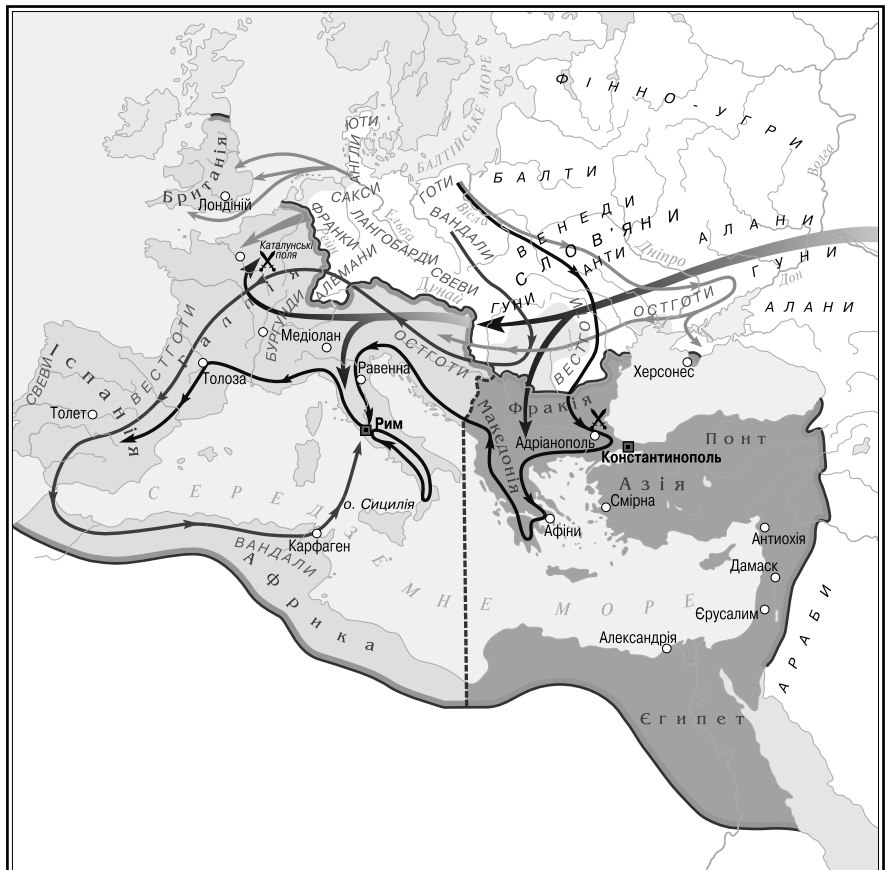 ФІННО-УГРИ
Волга
БАЛТІЙСЬКЕ МОРЕ
ЮТИ
АНГЛИ
САКСИ
ГОТИ
БАЛТИ
Британія
Лондіній
Вісла
ВАНДАЛИ
ВЕНЕДИ
СЛОВ'ЯНИ
АНТИ
Дніпро
АЛАНИ
ГУНИ
Дон
АЛАНИ
ФРАНКИ
Рейн
Ельба
ЛАНГОБАРДИ
АЛЕМАНИ
СВЕВИ
Дунай
ГУНИ
ОСТГОТИ
Каталунські
поля
Галлія
БУРГУНДИ
ВЕСТГОТИ
Медіолан
ОСТГОТИ
ВЕСТГОТИ
Херсонес
СВЕВИ
Іспанія
Толоза
Равенна
Толет
Рим
Македонія
Фракія
Адріанополь
Константинополь
Понт
Азія
Смірна
Афіни
о. Сицилія
Карфаген
ВАНДАЛИ
Африка
СЕРЕДЗЕМНЕ МОРЕ
Антиохія
Дамаск
Єрусалим
Александрія
АРАБИ
Єгипет